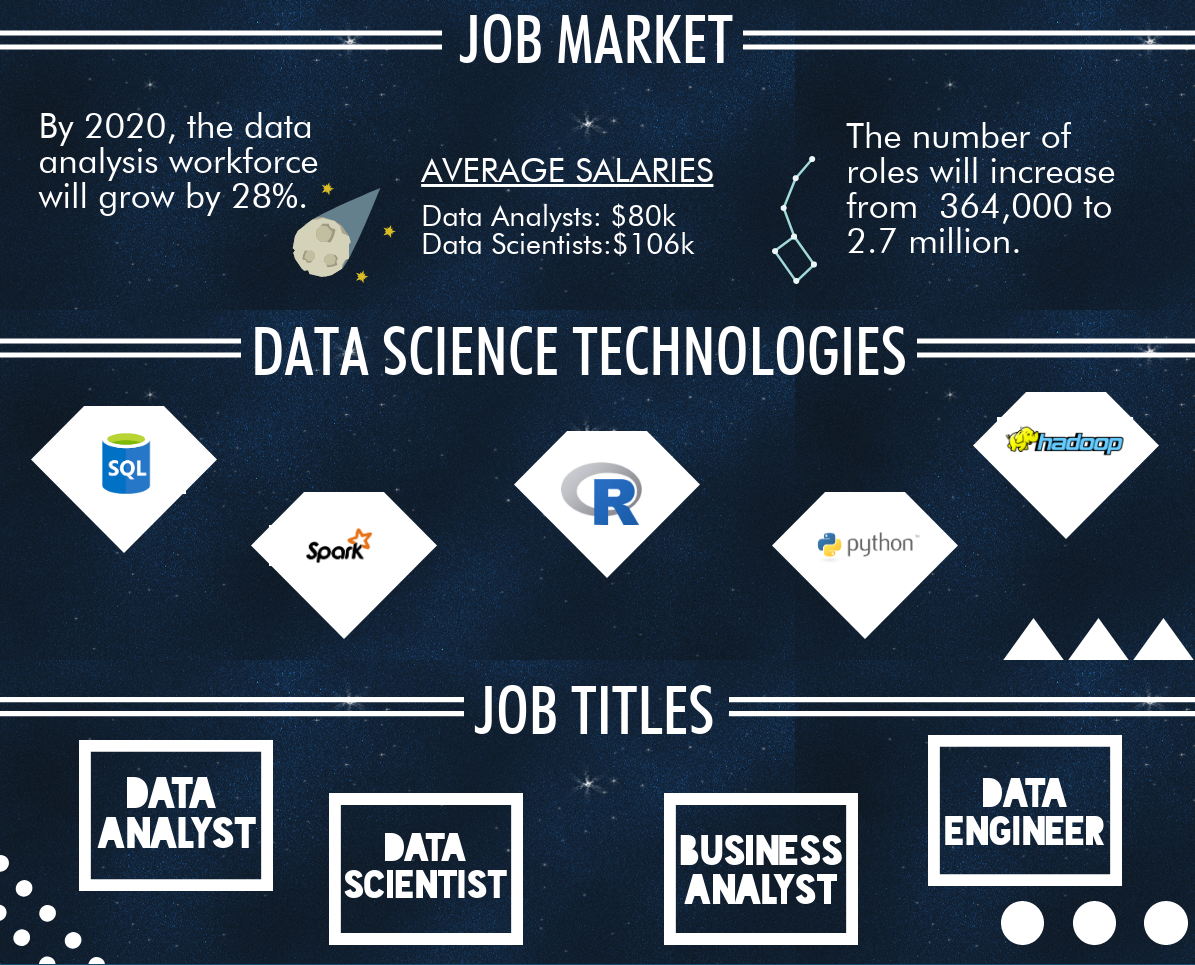 JOB MARKET
By 2020, the data
analysis workforce
will grow by 28%.
AVERAGE SALARIES
Data Analysts: $80k
Data Scientists:$106k
The number of
roles will increase
from  364,000 to
2.7 million.
DATA SCIENCE TECHNOLOGIES
SQL
Spark
R
python™
hadoop
JOB TITLES
DATA
ANALYST
DATA
SCIENTIST
BUSINESS
ANALYST
DATA
ENGINEER